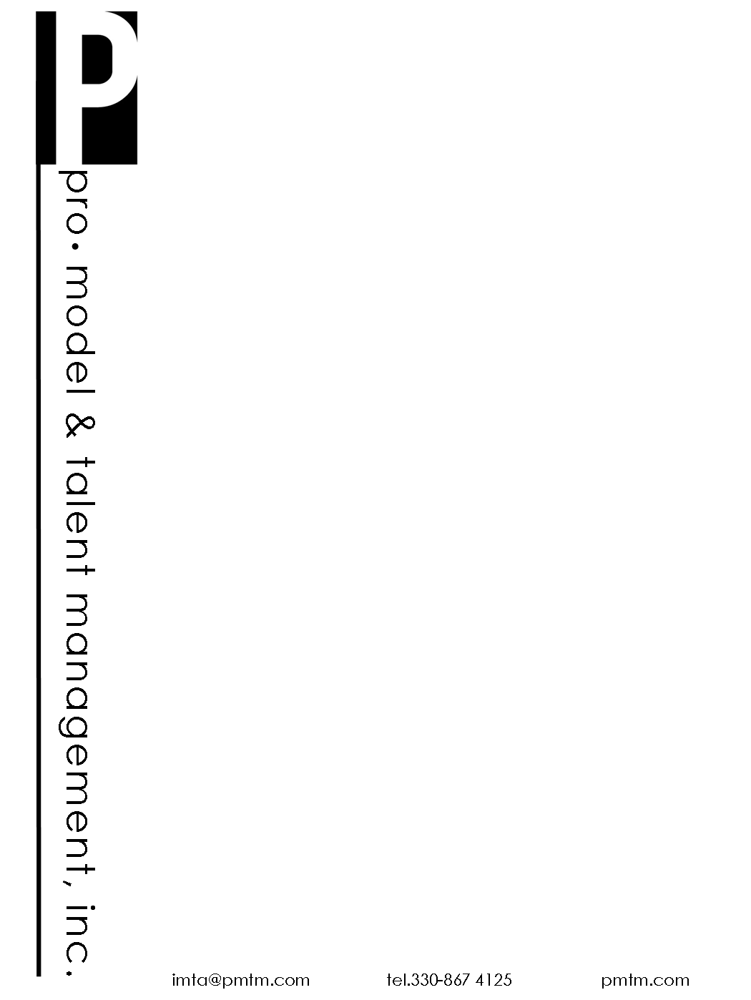 P
pro• model & talent management, inc.
imta@pmtm.com tel.330-867 4125 pmtm.com